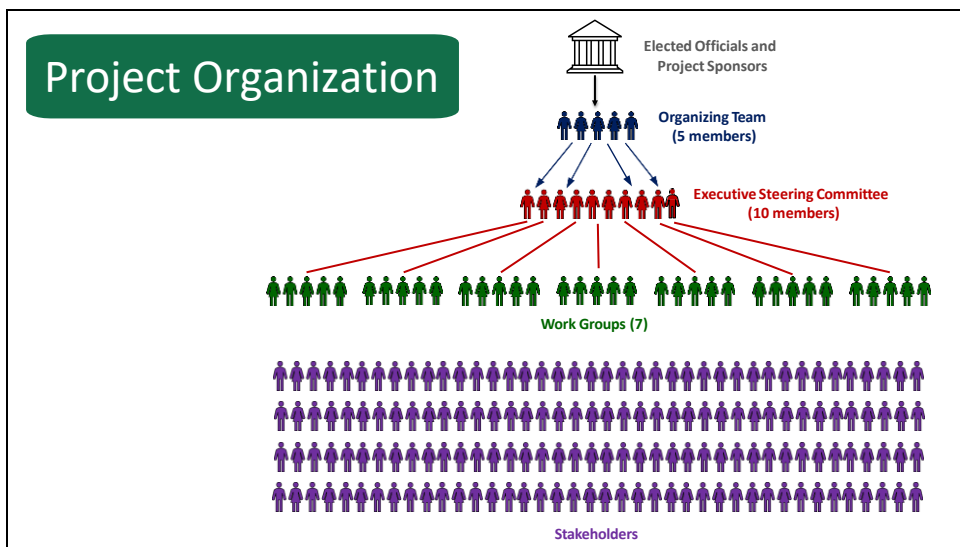 Project Organization
Elected Officials and
Project Sponsors
Organizing Team
(5 members)
Executive Steering Committee
(10 members)
Work Groups (7)
Stakeholders